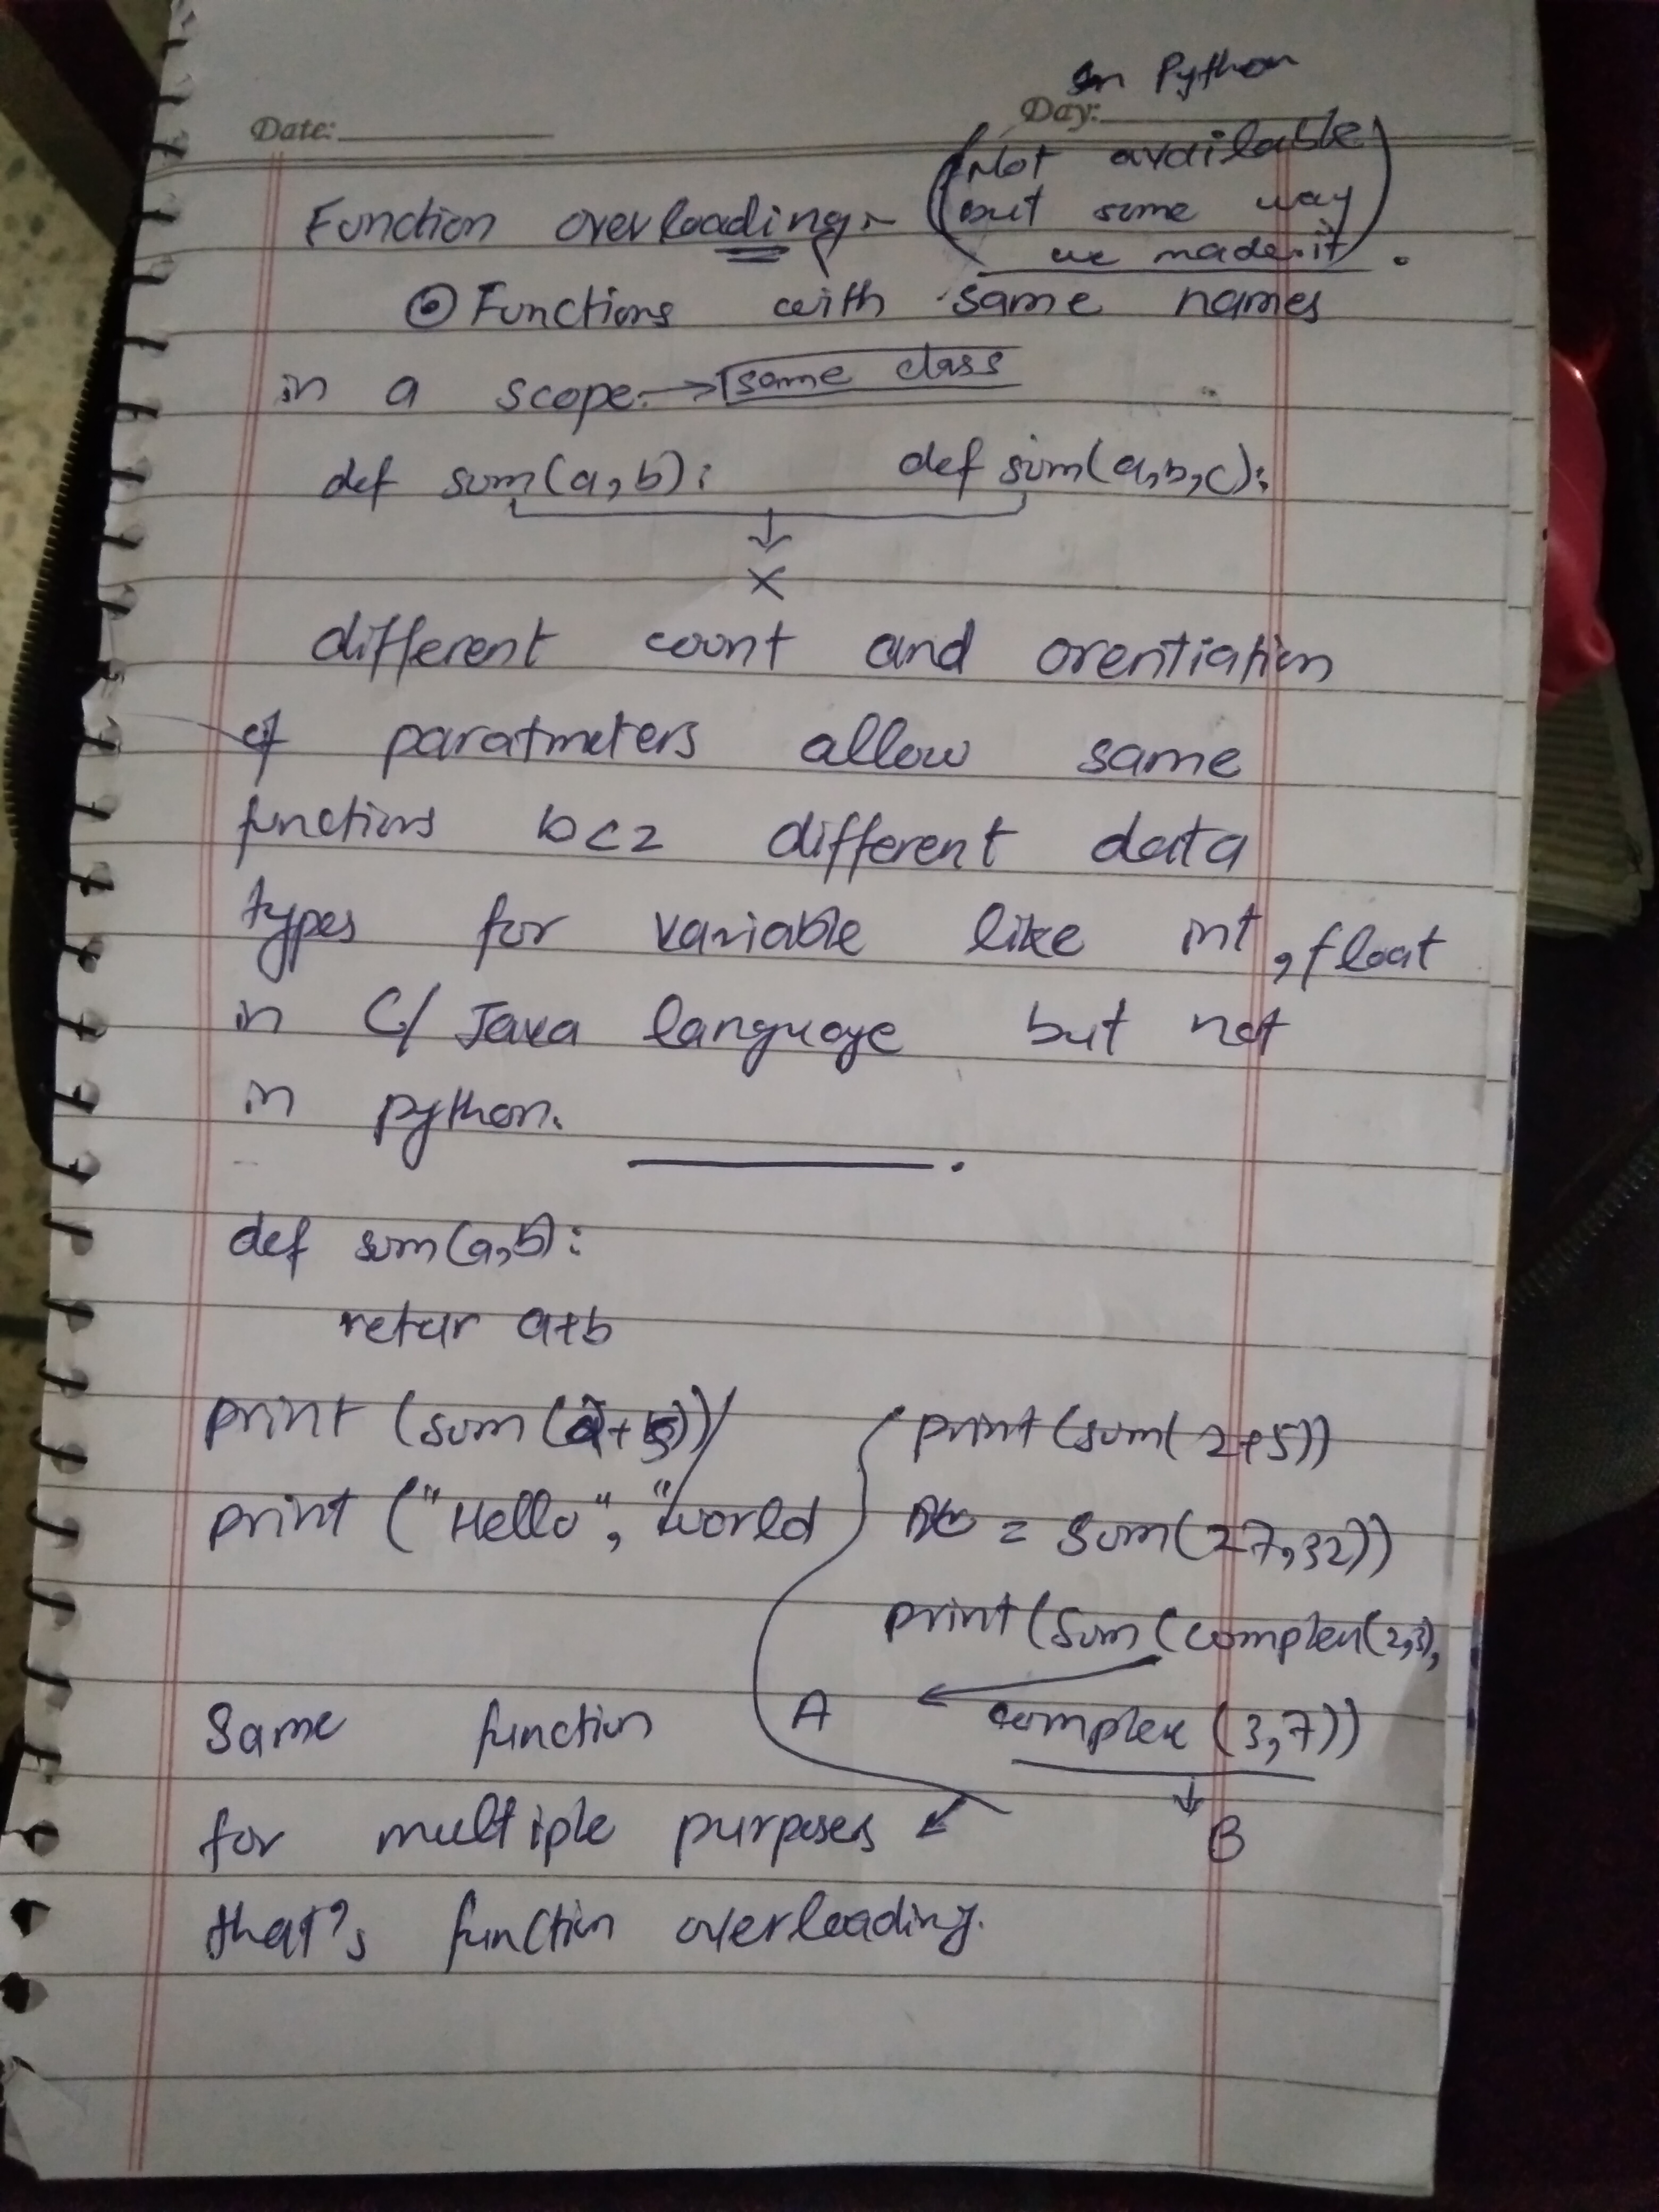 In Python
Date:
Day:
(Not available
but some way
we made it).
Function overloading:-
⊙ Functions with same names
in a scope. → same class
def sum(a,b): def sum(a,b,c):
↓
×
different count and orentiation
of paratmeters allow same
functions bcz different data
types for variable like int, float
in C/Java language but not
in python.
def sum(a,b):
retur a+b
print (sum(a+b))
print ("Hello", "world
print(sum(2+5))
= Sum(27,32))
print(sum(complex(2,3),
complex (3,7))
A
B
Same function
for multiple purposes
that's function overloading.